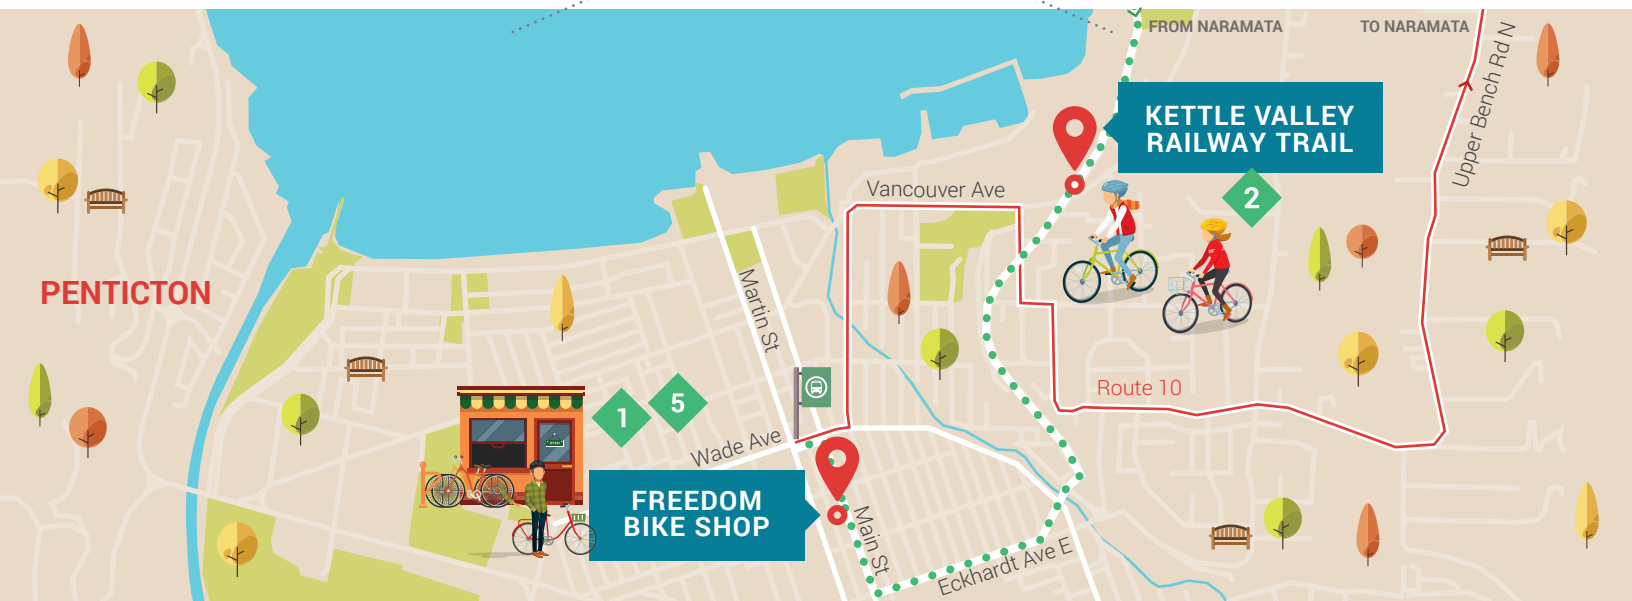 FROM NARAMATA
TO NARAMATA
Upper Bench Rd N
KETTLE VALLEY
RAILWAY TRAIL
2
Vancouver Ave
PENTICTON
Martin St
Route 10
1
5
Wade Ave
FREEDOM
BIKE SHOP
Main St
Eckhardt Ave E